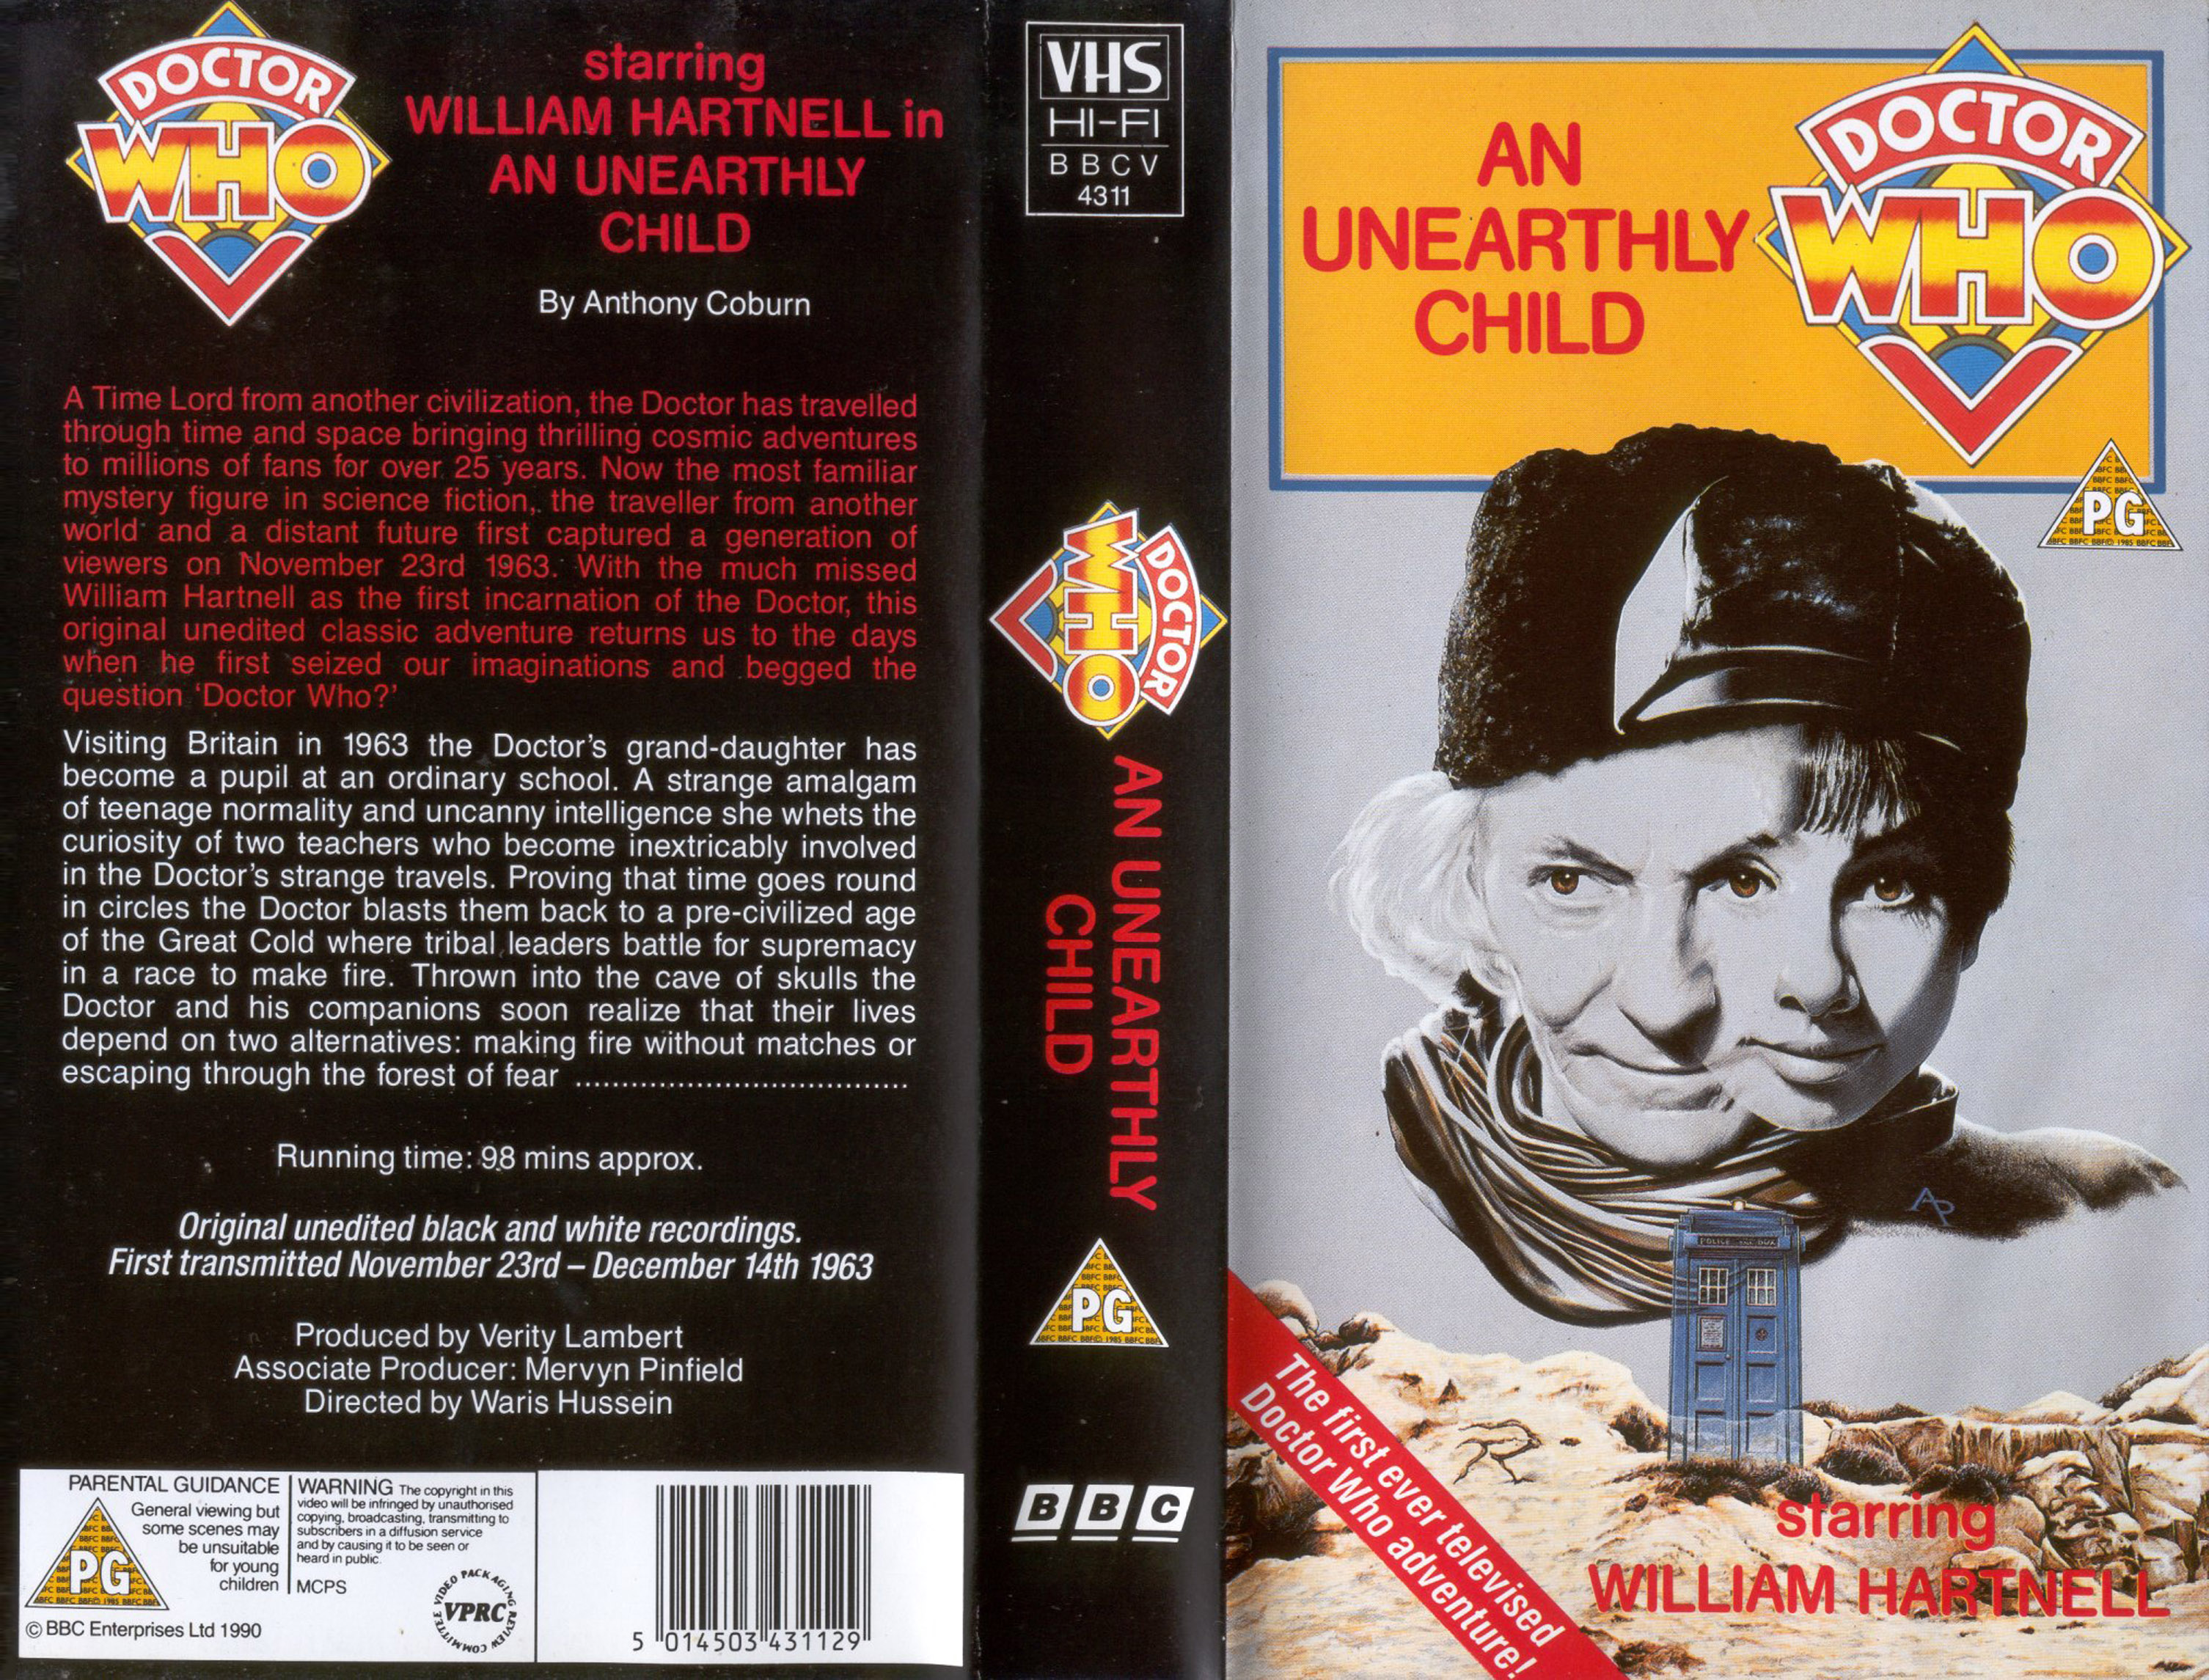 DOCTOR
WHO
starring
WILLIAM HARTNELL in
AN UNEARTHLY
CHILD
By Anthony Coburn
A Time Lord from another civilization, the Doctor has travelled
through time and space bringing thrilling cosmic adventures
to millions of fans for over 25 years. Now the most familiar
mystery figure in science fiction, the traveller from another
world and a distant future first captured a generation of
viewers on November 23rd 1963. With the much missed
William Hartnell as the first incarnation of the Doctor, this
original unedited classic adventure returns us to the days
when he first seized our imaginations and begged the
question ‘Doctor Who?’
Visiting Britain in 1963 the Doctor’s grand-daughter has
become a pupil at an ordinary school. A strange amalgam
of teenage normality and uncanny intelligence she whets the
curiosity of two teachers who become inextricably involved
in the Doctor’s strange travels. Proving that time goes round
in circles the Doctor blasts them back to a pre-civilized age
of the Great Cold where tribal leaders battle for supremacy
in a race to make fire. Thrown into the cave of skulls the
Doctor and his companions soon realize that their lives
depend on two alternatives: making fire without matches or
escaping through the forest of fear ....................................
Running time: 98 mins approx.
Original unedited black and white recordings.
First transmitted November 23rd – December 14th 1963
Produced by Verity Lambert
Associate Producer: Mervyn Pinfield
Directed by Waris Hussein
PARENTAL GUIDANCE
General viewing but
some scenes may
be unsuitable
for young
children
PG
© BBC Enterprises Ltd 1990
WARNING The copyright in this
video will be infringed by unauthorised
copying, broadcasting, transmitting to
subscribers in a diffusion service
and by causing it to be seen or
heard in public.
MCPS
VIDEO PACKAGING REVIEW COMMITTEE
VPRC
5 014503 431129
VHS
HI-FI
BBCV
4311
DOCTOR
WHO
AN UNEARTHLY
CHILD
PG
BBC
AN
UNEARTHLY
CHILD
DOCTOR
WHO
PG
AP
The first ever televised
Doctor Who adventure!
starring
WILLIAM HARTNELL